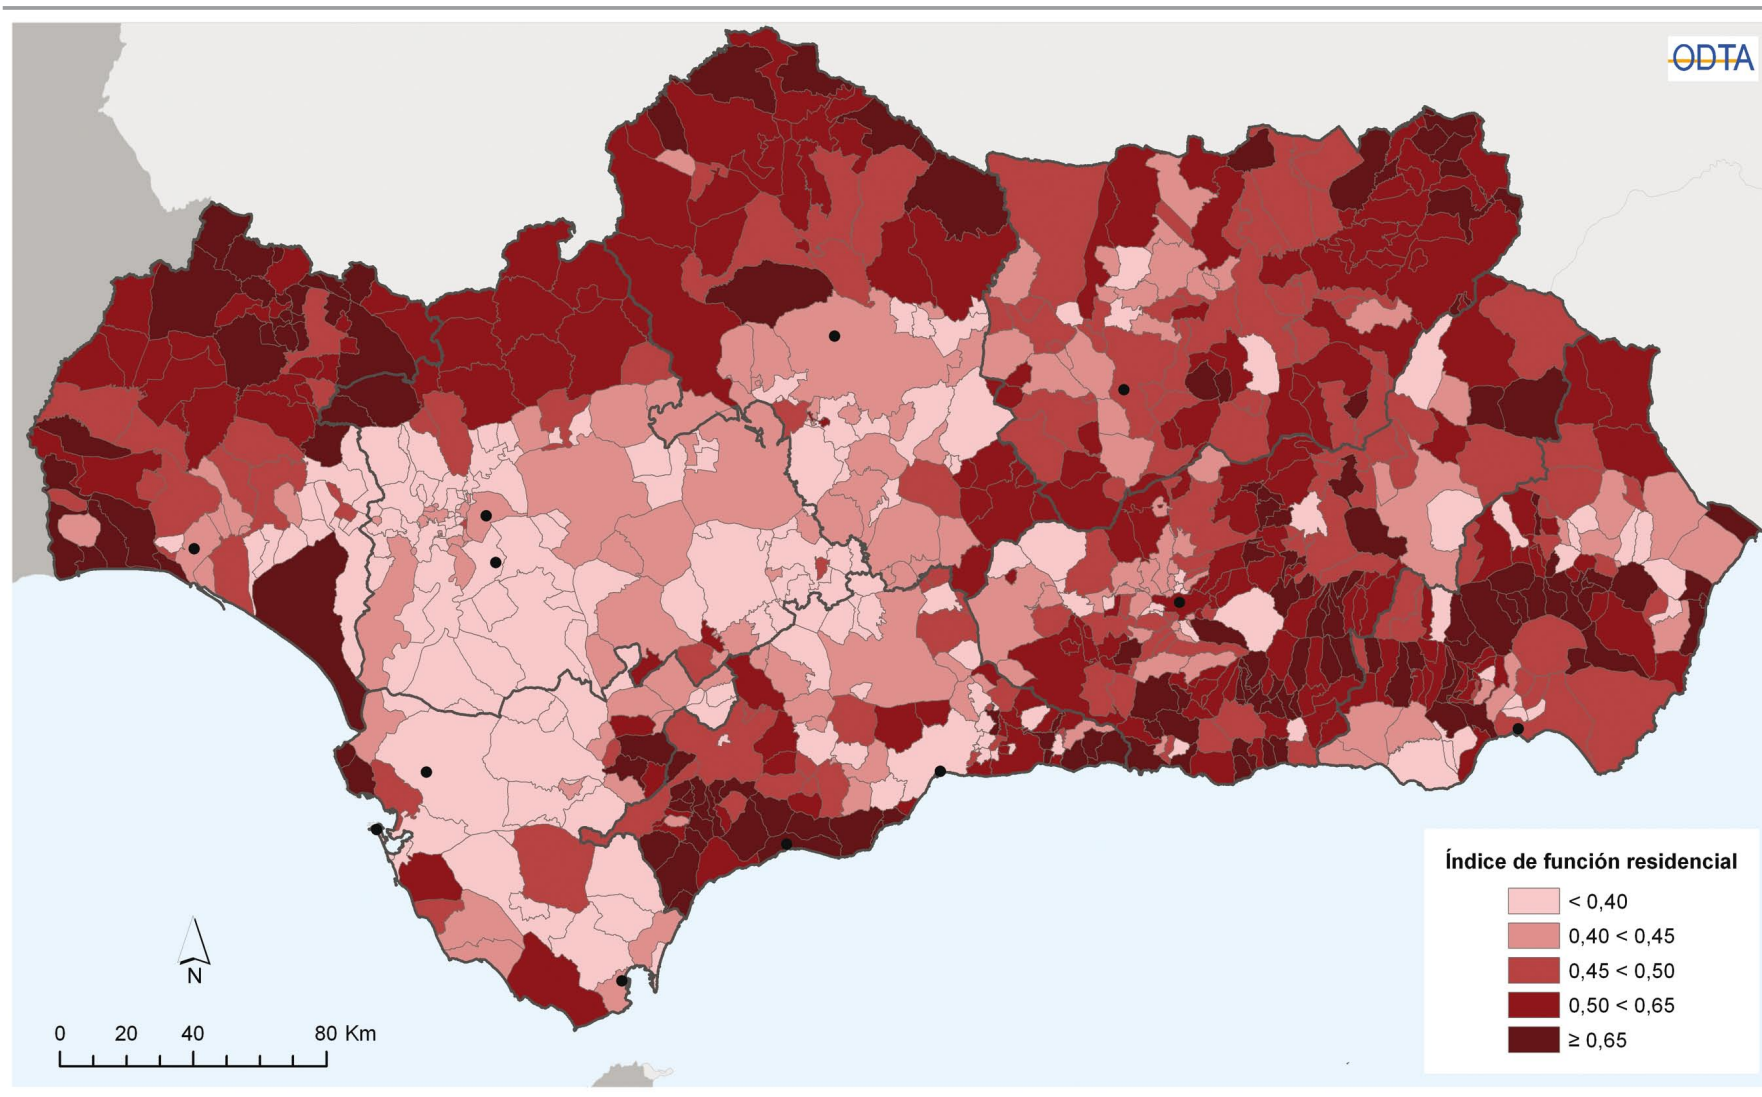 ODTA
Índice de función residencial
< 0,40
0,40 < 0,45
0,45 < 0,50
0,50 < 0,65
≥ 0,65
N
0 20 40 80 Km